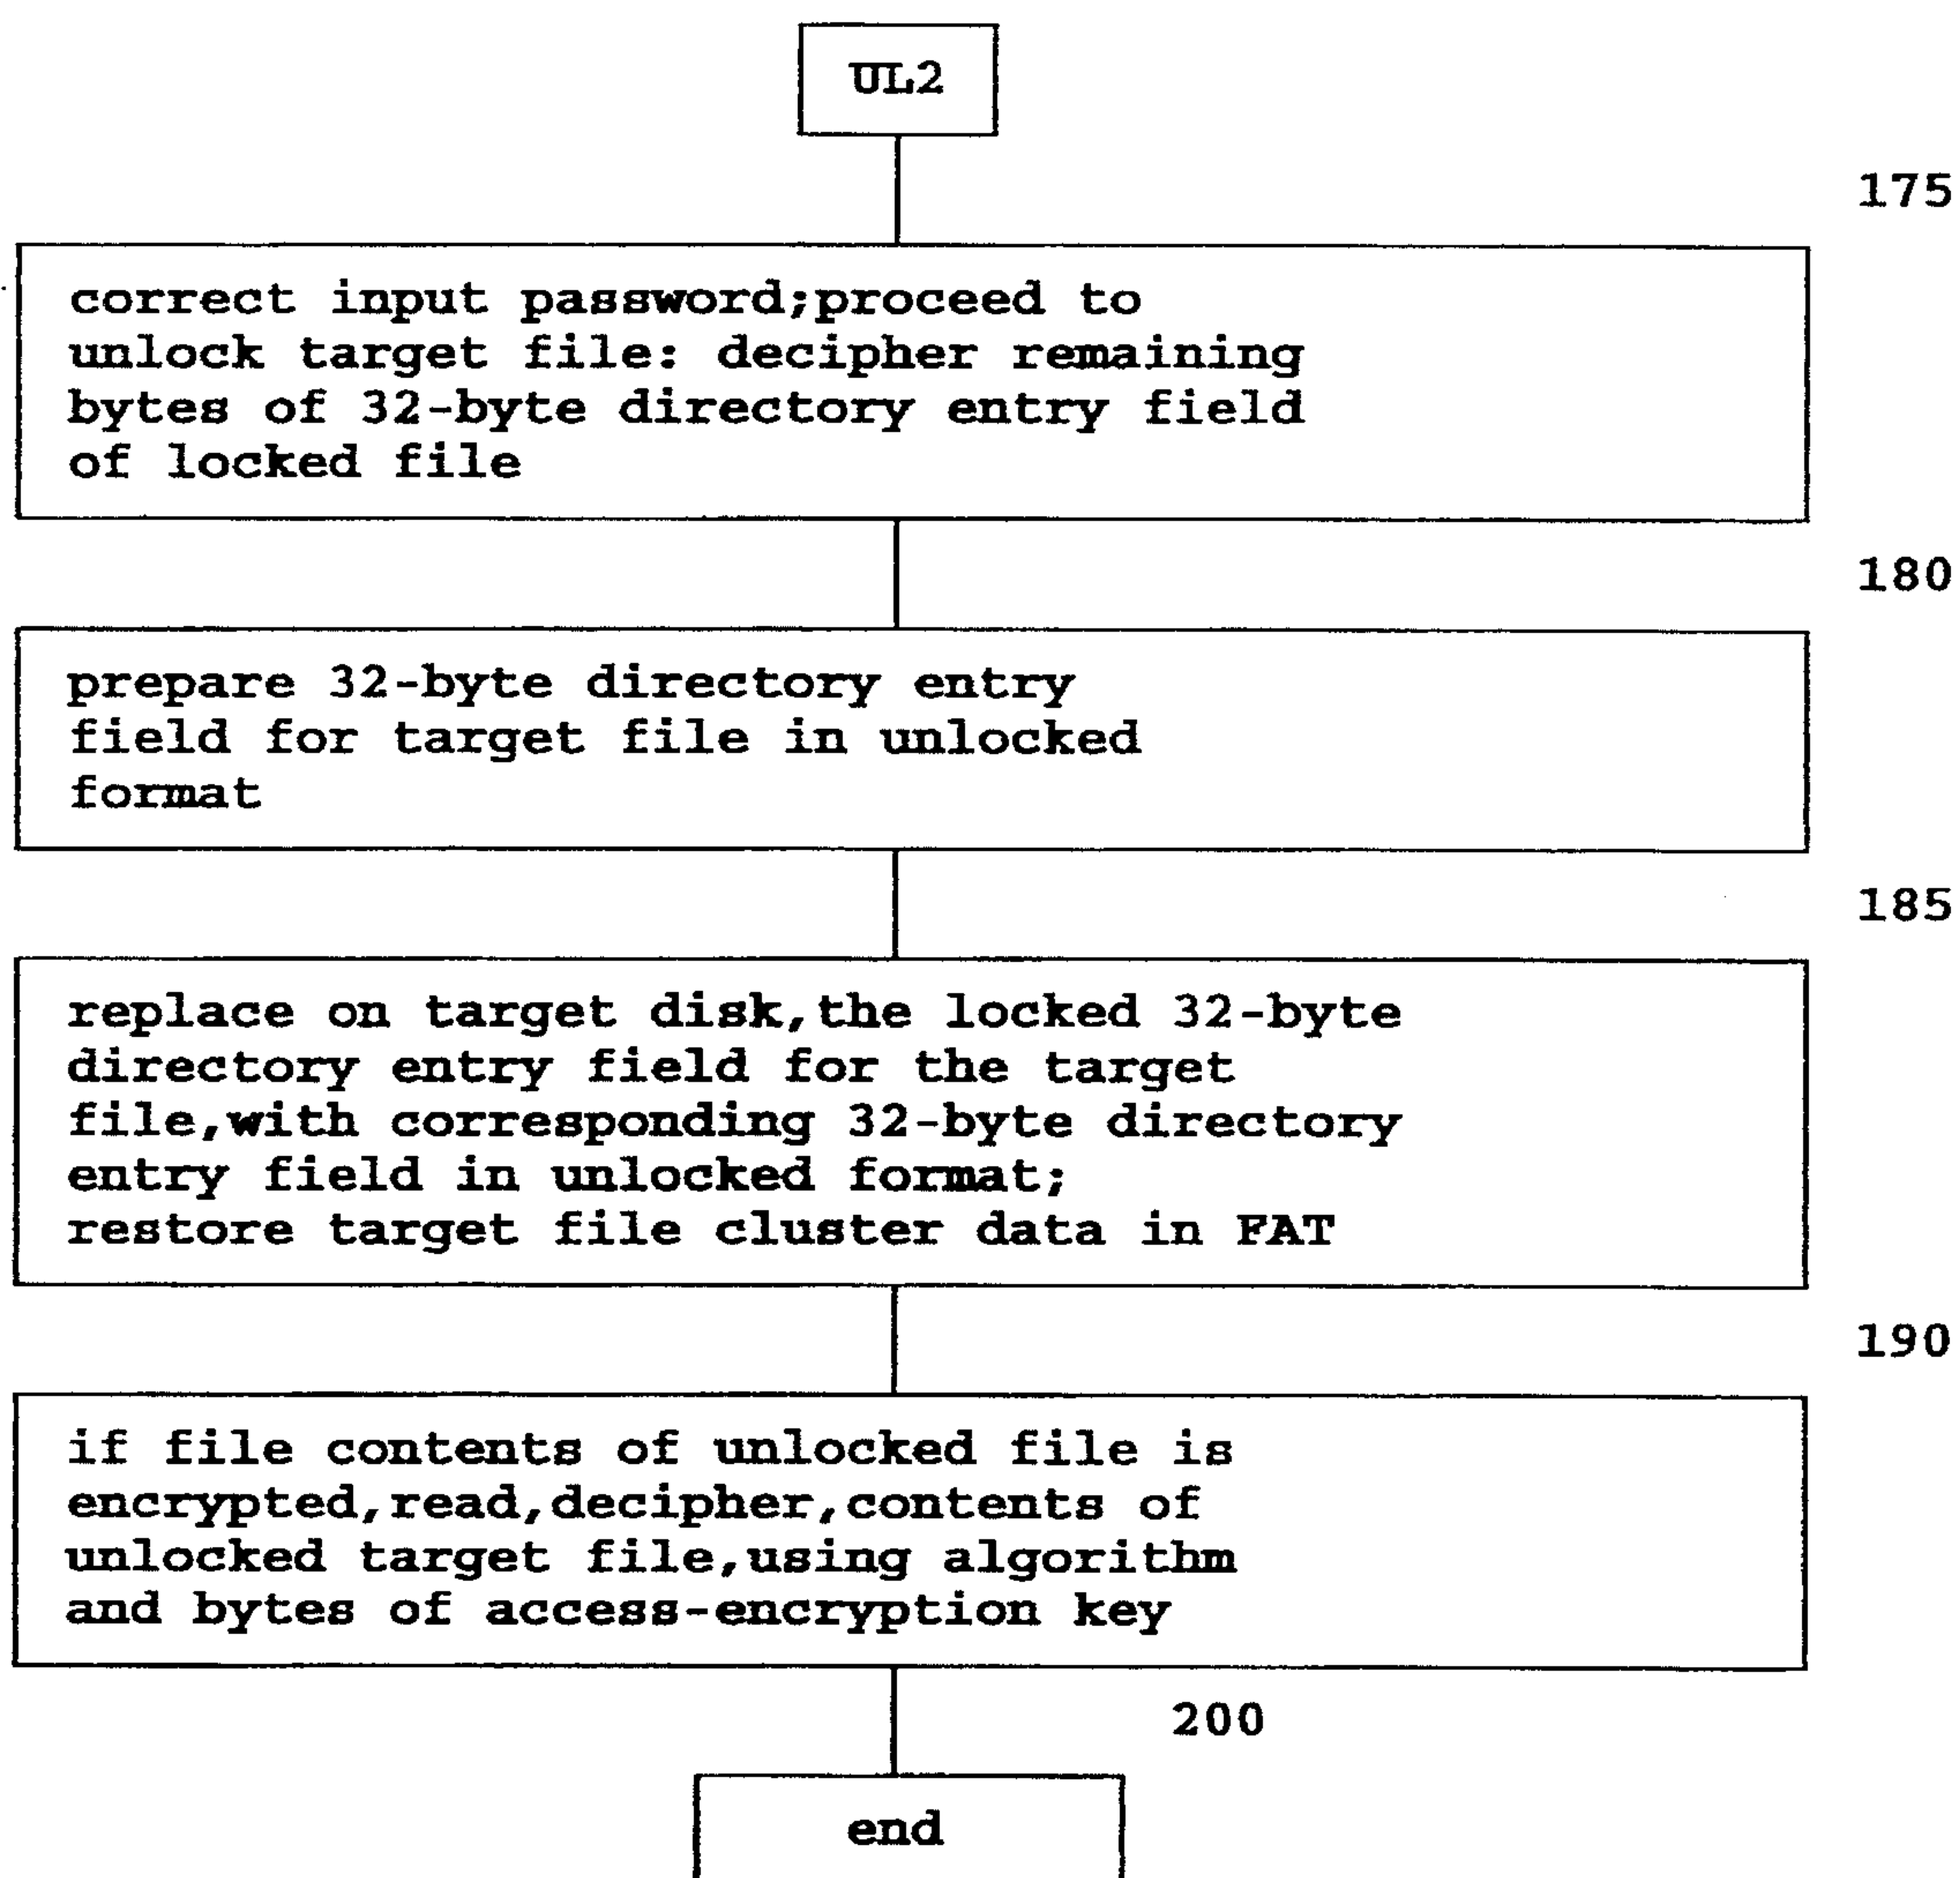 UL2
175
correct input password;proceed to
unlock target file: decipher remaining
bytes of 32-byte directory entry field
of locked file
180
prepare 32-byte directory entry
field for target file in unlocked
format
185
replace on target disk,the locked 32-byte
directory entry field for the target
file,with corresponding 32-byte directory
entry field in unlocked format;
restore target file cluster data in FAT
190
if file contents of unlocked file is
encrypted,read,decipher,contents of
unlocked target file,using algorithm
and bytes of access-encryption key
200
end